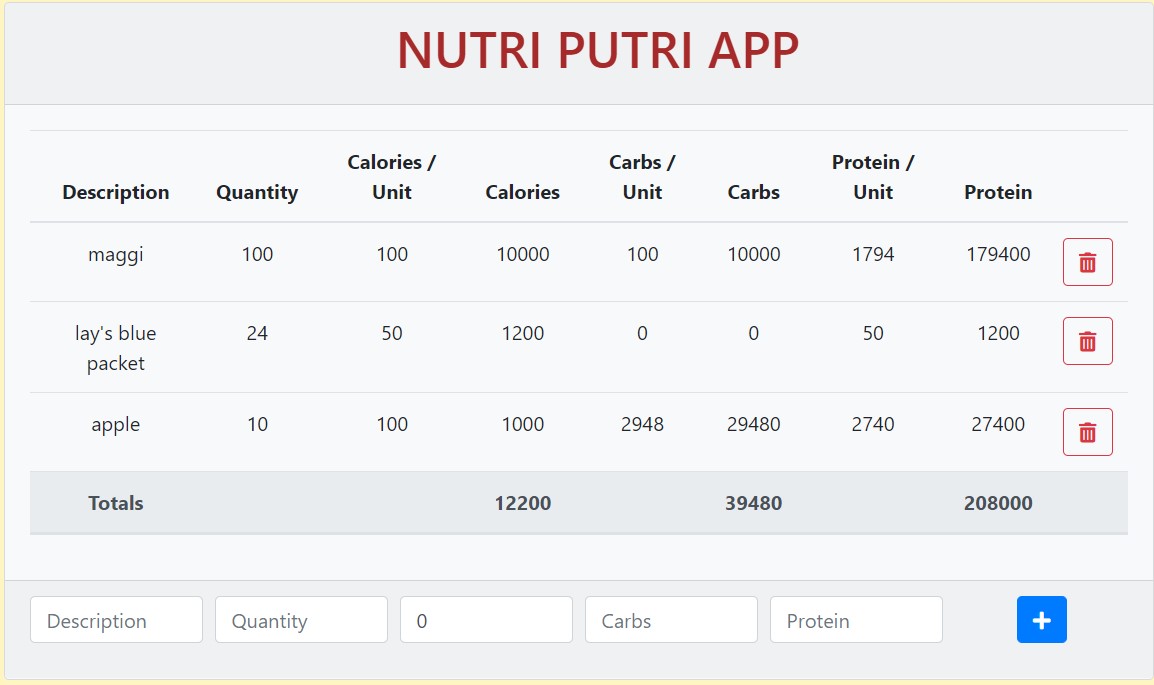 NUTRI PUTRI APP
Description Quantity Calories / Unit Calories Carbs / Unit Carbs Protein / Unit Protein
maggi 100 100 10000 100 10000 1794 179400
lay's blue packet 24 50 1200 0 0 50 1200
apple 10 100 1000 2948 29480 2740 27400
Totals 12200 39480 208000
Description Quantity 0 Carbs Protein